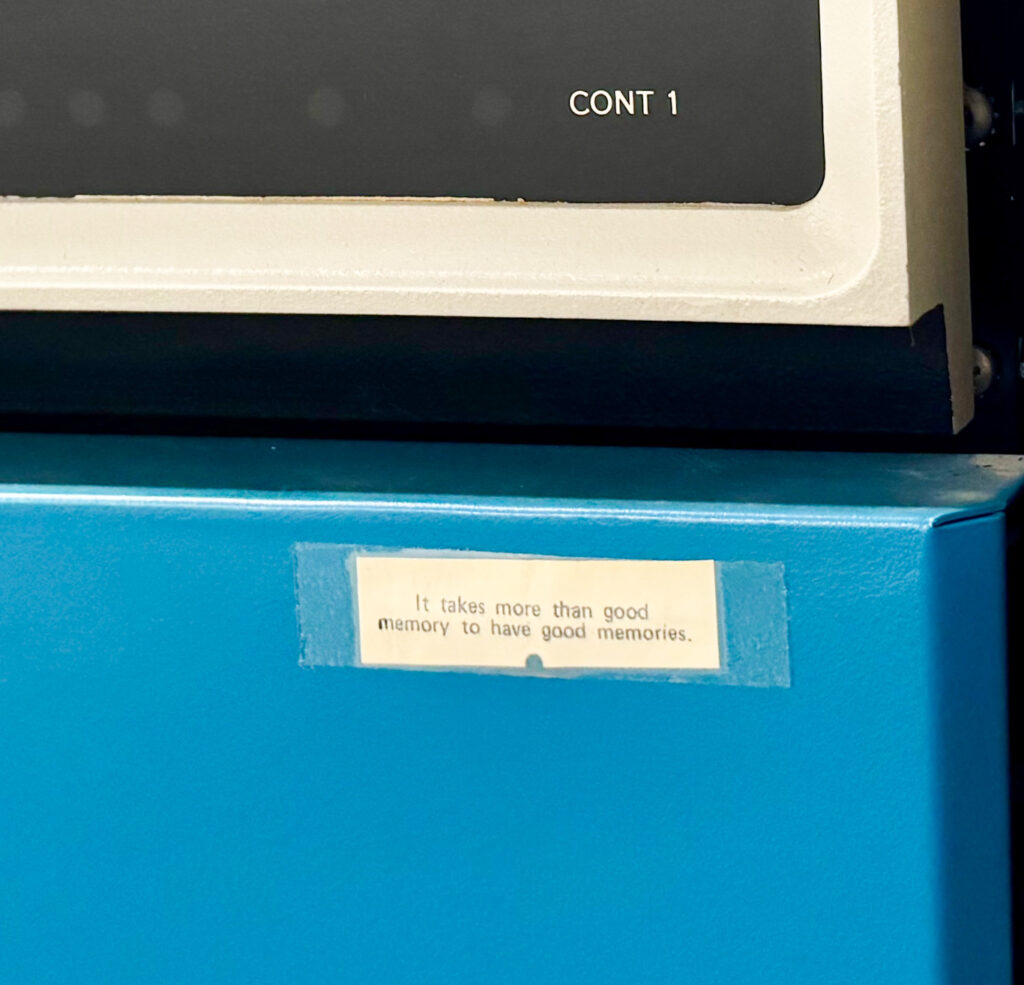 CONT 1
It takes more than good
memory to have good memories.